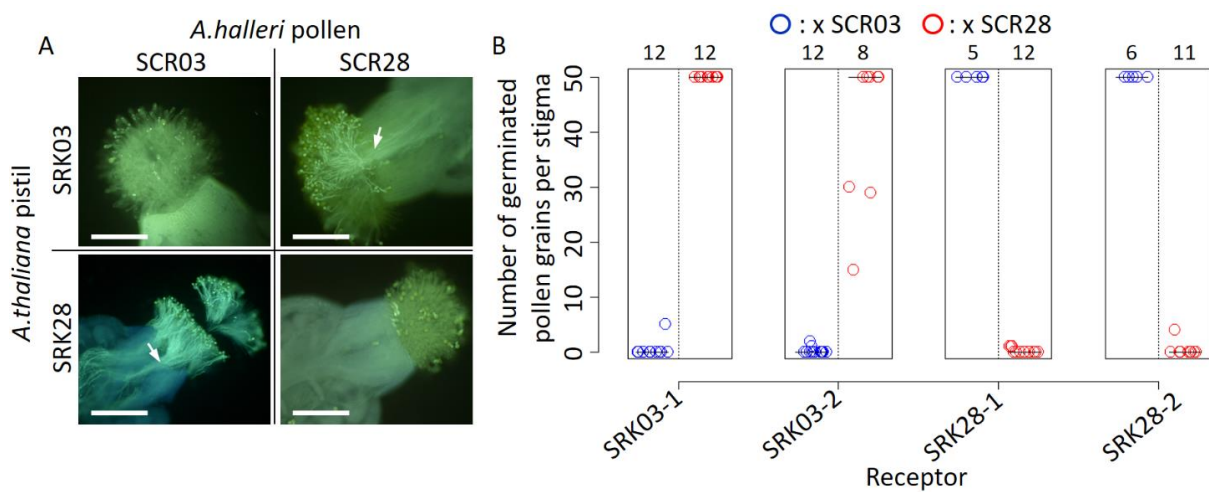 A
A.halleri pollen
SCR03 SCR28
A.thaliana pistil
SRK03
SRK28
B
: x SCR03 : x SCR28
12 12 12 8 5 12 6 11
Number of germinated
pollen grains per stigma
50
40
30
20
10
0
SRK03-1 SRK03-2 SRK28-1 SRK28-2
Receptor